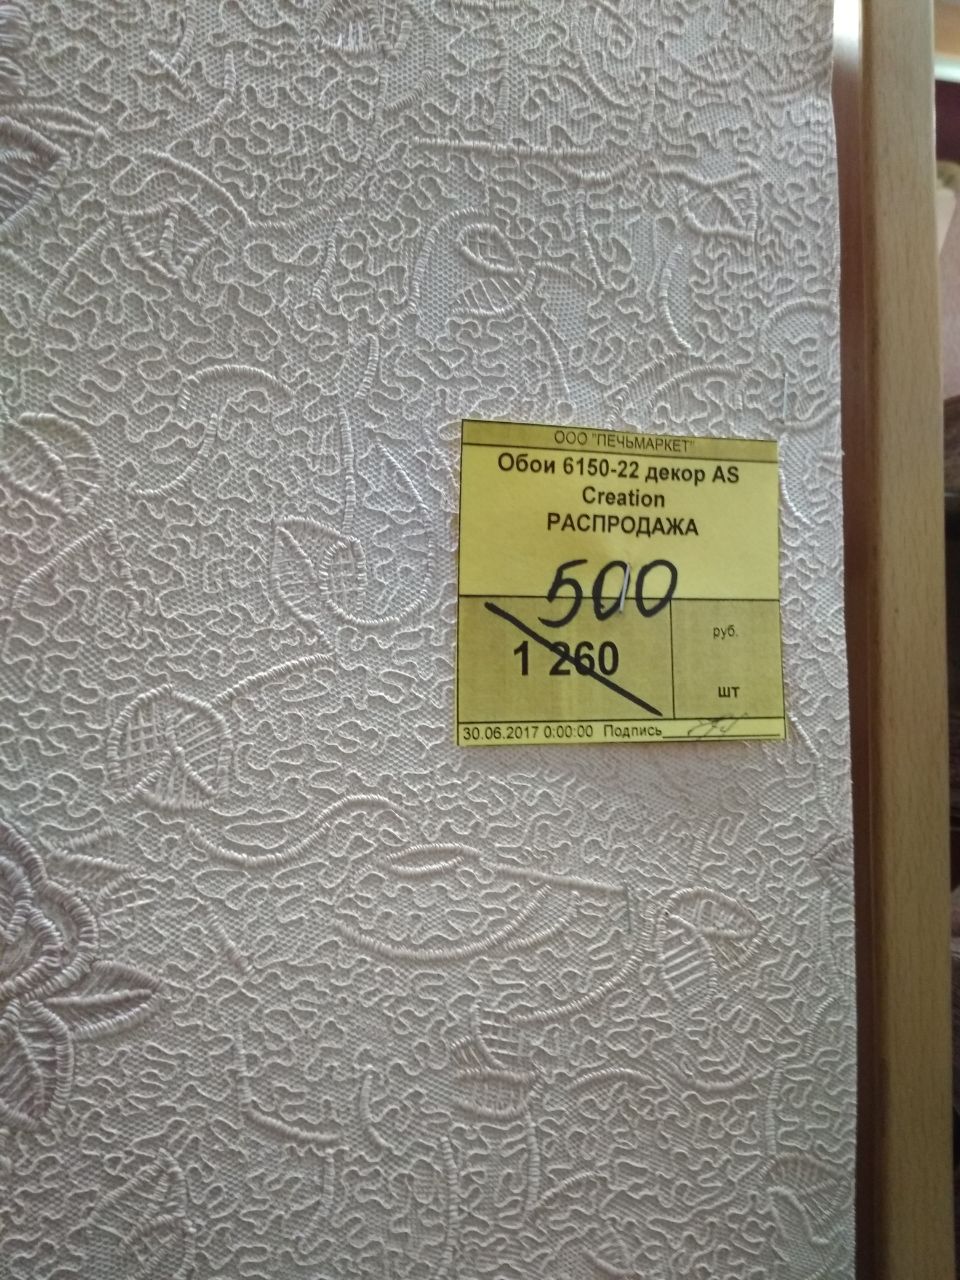 ООО "ПЕЧЬМАРКЕТ"
Обои 6150-22 декор AS
Creation
РАСПРОДАЖА
500
1 260
руб.
шт
30.06.2017 0:00:00 Подпись